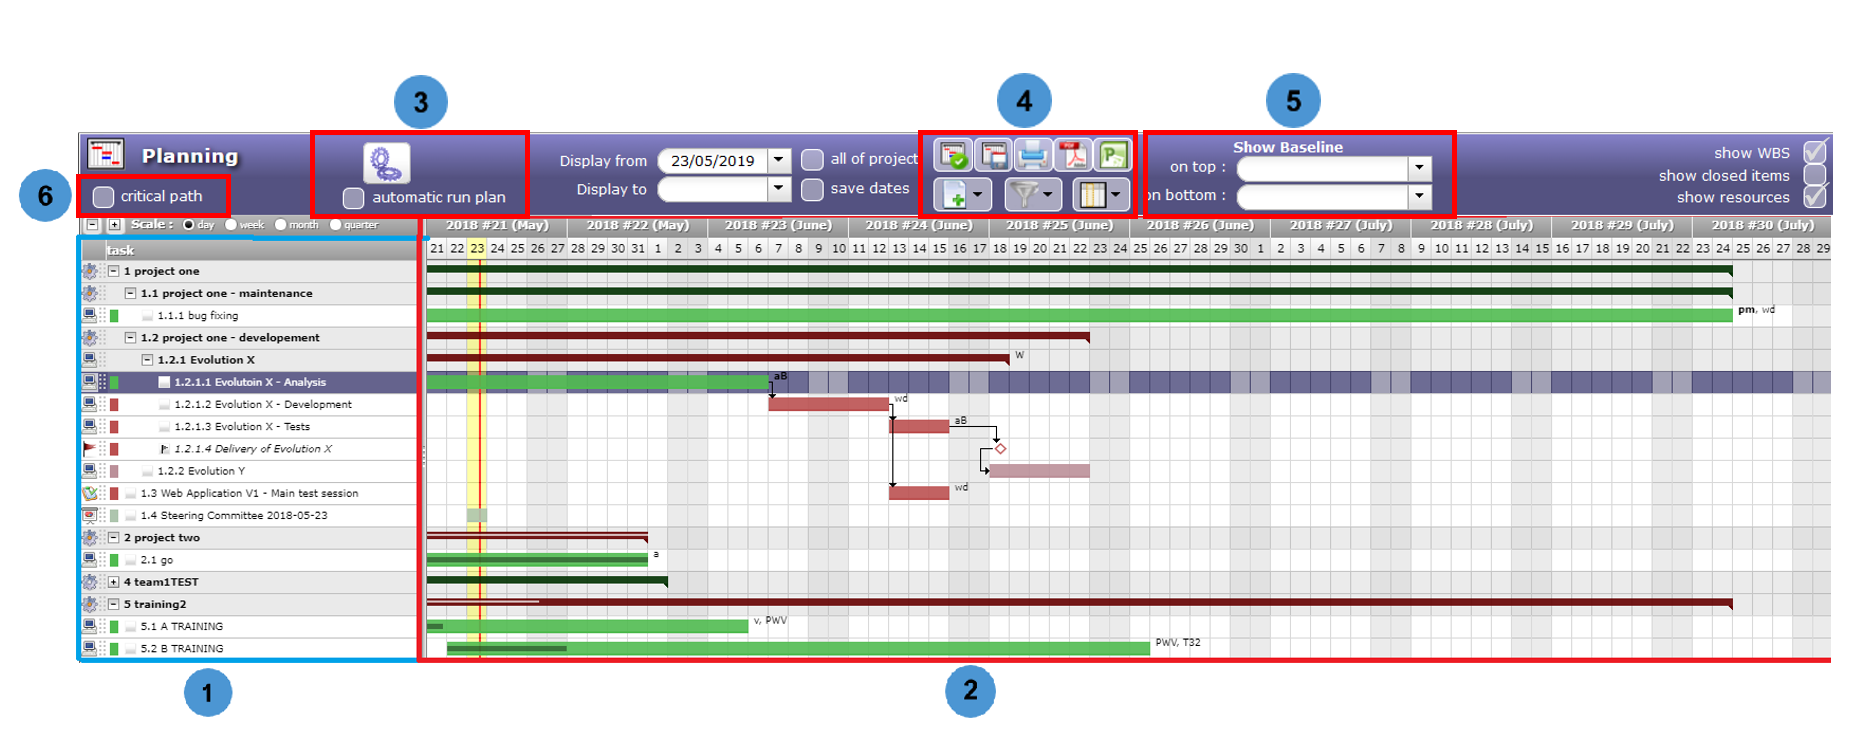 3
4
5
Planning
Display from 23/05/2019
all of project
Show Baseline
on top :
show WBS
6
critical path
automatic run plan
Display to
save dates
on bottom :
show closed items
show resources
Scale : day week month quarter
2018 #21 (May) 2018 #22 (May) 2018 #23 (June) 2018 #24 (June) 2018 #25 (June) 2018 #26 (June) 2018 #27 (July) 2018 #28 (July) 2018 #29 (July) 2018 #30 (July)
task
21 22 23 24 25 26 27 28 29 30 31 1 2 3 4 5 6 7 8 9 10 11 12 13 14 15 16 17 18 19 20 21 22 23 24 25 26 27 28 29 30 1 2 3 4 5 6 7 8 9 10 11 12 13 14 15 16 17 18 19 20 21 22 23 24 25 26 27 28 29
1 project one
1.1 project one - maintenance
1.1.1 bug fixing
pm, wd
1.2 project one - developement
1.2.1 Evolution X
W
1.2.1.1 Evolutoin X - Analysis
aB
1.2.1.2 Evolution X - Development
wd
1.2.1.3 Evolution X - Tests
aB
1.2.1.4 Delivery of Evolution X
1.2.2 Evolution Y
1.3 Web Application V1 - Main test session
wd
1.4 Steering Committee 2018-05-23
2 project two
2.1 go
a
4 team1TEST
5 training2
5.1 A TRAINING
v, PWV
5.2 B TRAINING
PWV, T32
1
2